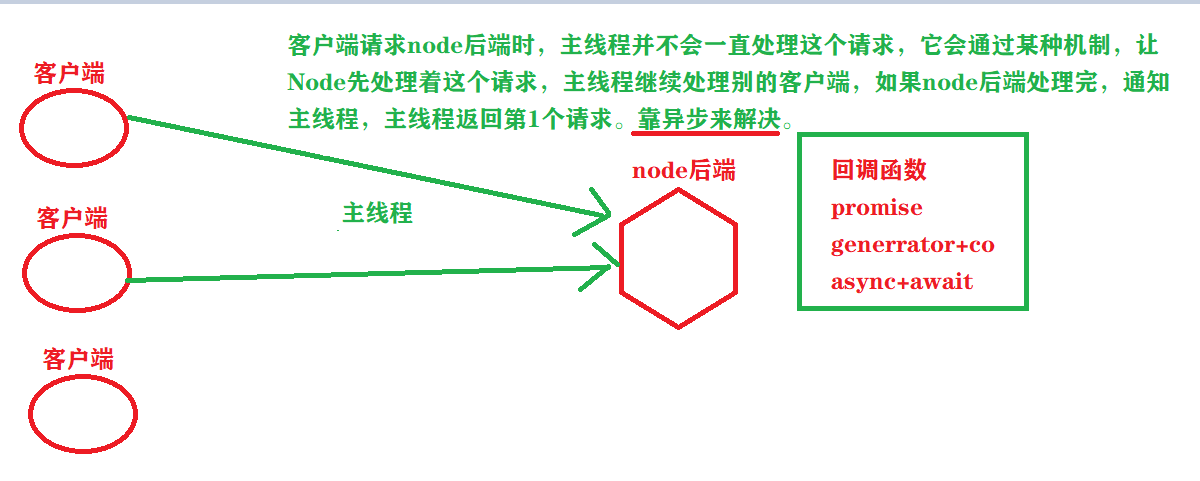 客户端请求node后端时，主线程并不会一直处理这个请求，它会通过某种机制，让
Node先处理着这个请求，主线程继续处理别的客户端，如果node后端处理完，通知
主线程，主线程返回第1个请求。靠异步来解决。
客户端
node后端
回调函数
promise
generrator+co
async+await
客户端
主线程
客户端